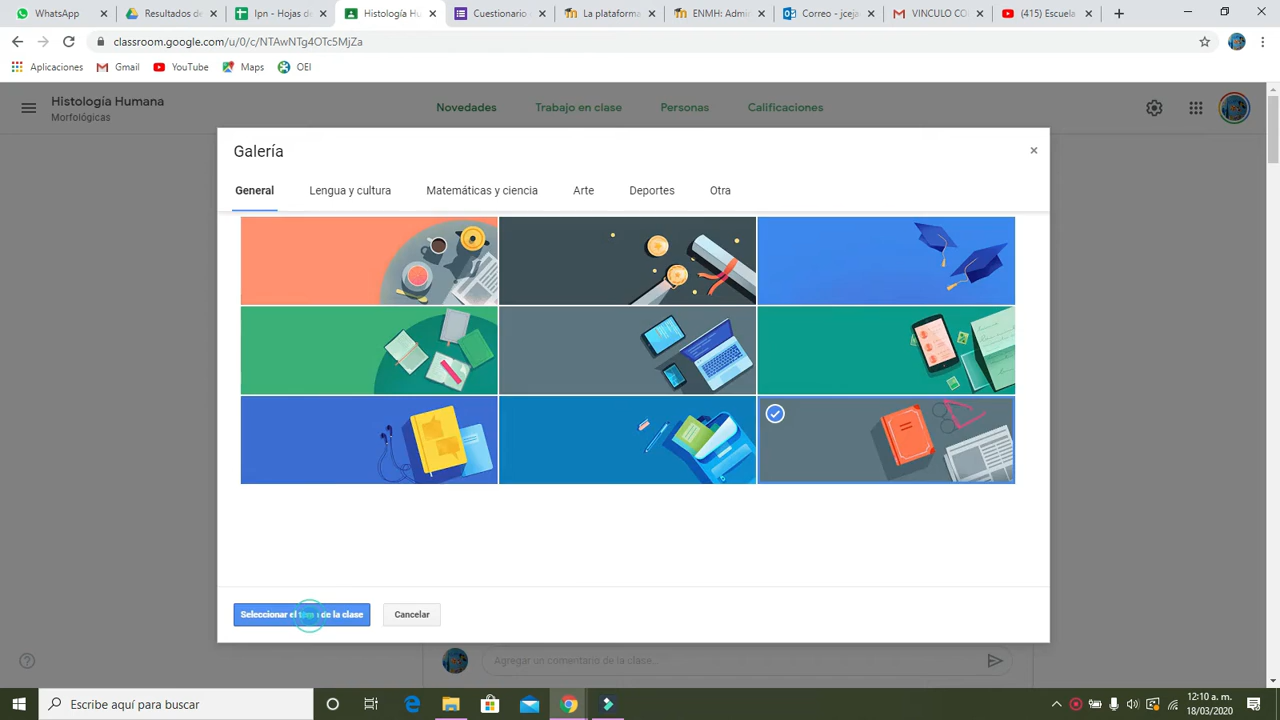 WhatsApp
Resultados de
Ipn - Hojas de
Histología Hu
Cuestionario
La plataforma
ENMH: Admi
Correo - jceja
VINCULO CO
(415) Escuela
classroom.google.com/u/0/c/NTAwNTg4OTc5MjZa
Aplicaciones
Gmail
YouTube
Maps
OEI
Histología Humana
Morfológicas
Novedades
Trabajo en clase
Personas
Calificaciones
Galería
General
Lengua y cultura
Matemáticas y ciencia
Arte
Deportes
Otra
Seleccionar el tema de la clase
Cancelar
Agregar un comentario de la clase...
Escribe aquí para buscar
12:10 a. m.
18/03/2020